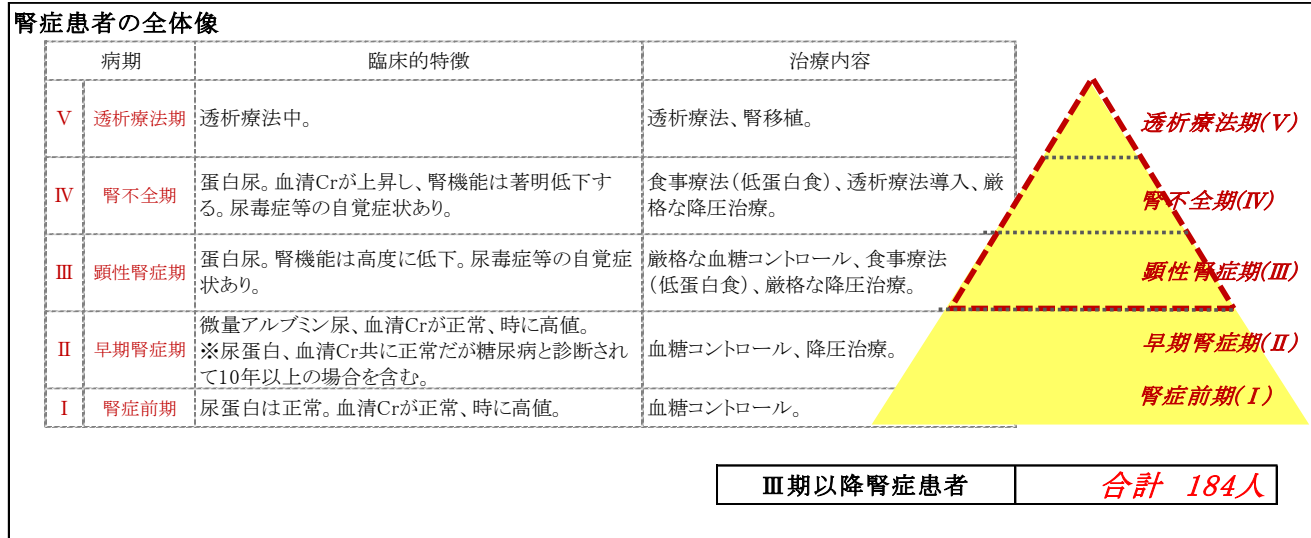 腎症患者の全体像
病期
臨床的特徴
治療内容
Ⅴ
透析療法期
透析療法中。
透析療法、腎移植。
Ⅳ
腎不全期
蛋白尿。血清Crが上昇し、腎機能は著明低下す
る。尿毒症等の自覚症状あり。
食事療法(低蛋白食)、透析療法導入、厳
格な降圧治療。
Ⅲ
顕性腎症期
蛋白尿。腎機能は高度に低下。尿毒症等の自覚症
状あり。
厳格な血糖コントロール、食事療法
(低蛋白食)、厳格な降圧治療。
Ⅱ
早期腎症期
微量アルブミン尿、血清Crが正常、時に高値。
※尿蛋白、血清Cr共に正常だが糖尿病と診断され
て10年以上の場合を含む。
血糖コントロール、降圧治療。
Ⅰ
腎症前期
尿蛋白は正常。血清Crが正常、時に高値。
血糖コントロール。
透析療法期(Ⅴ)
腎不全期(Ⅳ)
顕性腎症期(Ⅲ)
早期腎症期(Ⅱ)
腎症前期(Ⅰ)
Ⅲ期以降腎症患者
合計 184人